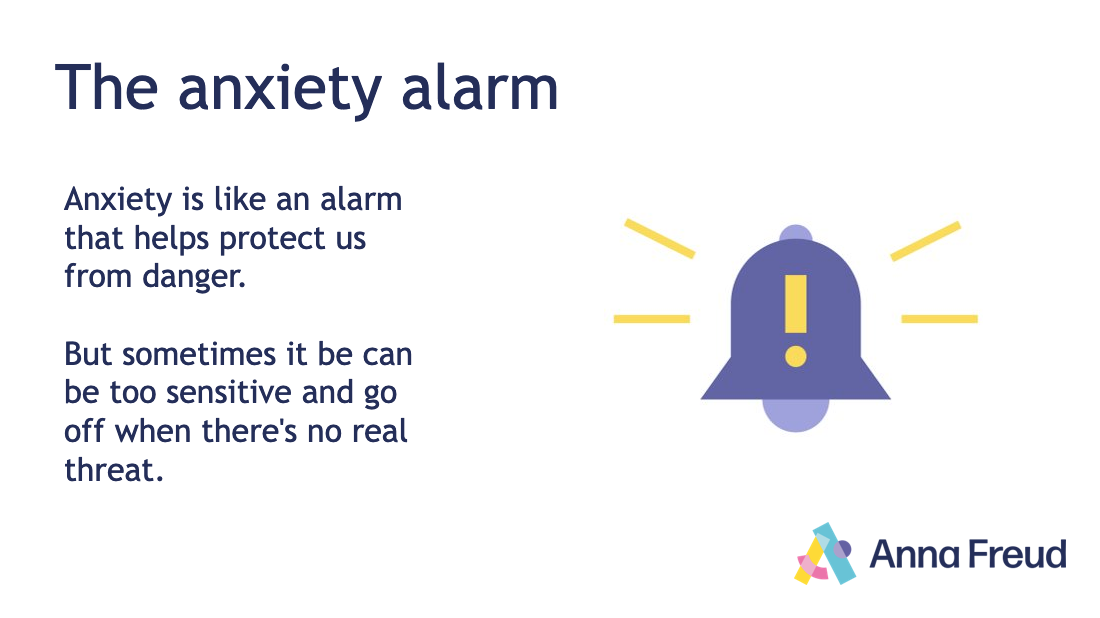 The anxiety alarm
Anxiety is like an alarm
that helps protect us
from danger.
But sometimes it be can
be too sensitive and go
off when there's no real
threat.
Anna Freud